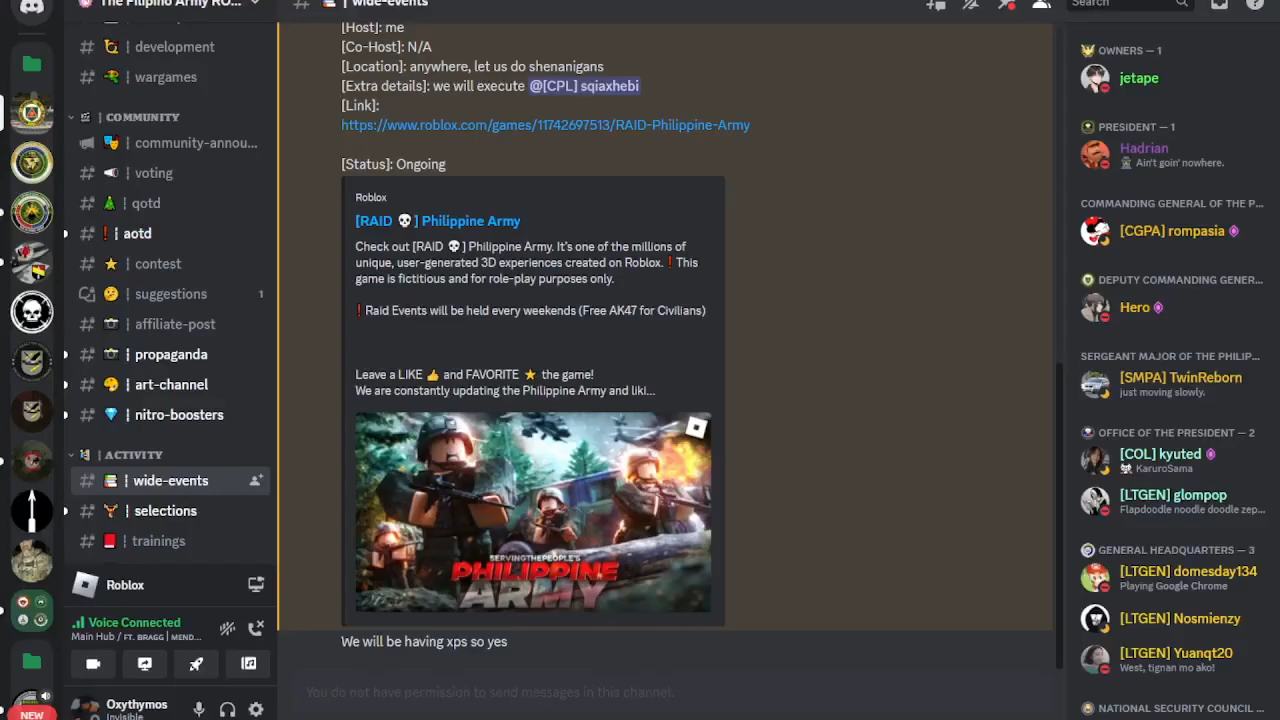 The Filipino Army RO...
| wide-events
Search
| development
| wargames
| COMMUNITY
| community-annou...
| voting
| qotd
| aotd
| contest
| suggestions
1
| affiliate-post
| propaganda
| art-channel
| nitro-boosters
| ACTIVITY
| wide-events
| selections
| trainings
Roblox
Voice Connected
Main Hub / FT. BRAGG | MEND...
Oxythymos
Invisible
NEW
[Host]: me
[Co-Host]: N/A
[Location]: anywhere, let us do shenanigans
[Extra details]: we will execute @[CPL] sqiaxhebi
[Link]:
https://www.roblox.com/games/11742697513/RAID-Philippine-Army
[Status]: Ongoing
Roblox
[RAID 💀] Philippine Army
Check out [RAID 💀] Philippine Army. It's one of the millions of
unique, user-generated 3D experiences created on Roblox. ❗This
game is fictitious and for role-play purposes only.
❗Raid Events will be held every weekends (Free AK47 for Civilians)
Leave a LIKE 👍 and FAVORITE ⭐ the game!
We are constantly updating the Philippine Army and liki...
SERVINGTHEPEOPLE'S
PHILIPPINE
ARMY
We will be having xps so yes
You do not have permission to send messages in this channel.
OWNERS — 1
jetape
PRESIDENT — 1
Hadrian
Ain't goin' nowhere.
COMMANDING GENERAL OF THE P...
[CGPA] rompasia
DEPUTY COMMANDING GENER...
Hero
SERGEANT MAJOR OF THE PHILIP...
[SMPA] TwinReborn
just moving slowly.
OFFICE OF THE PRESIDENT — 2
[COL] kyuted
KaruroSama
[LTGEN] glompop
Flapdoodle noodle doodle zep...
GENERAL HEADQUARTERS — 3
[LTGEN] domesday134
Playing Google Chrome
[LTGEN] Nosmienzy
[LTGEN] Yuanqt20
West, tignan mo ako!
NATIONAL SECURITY COUNCIL ...